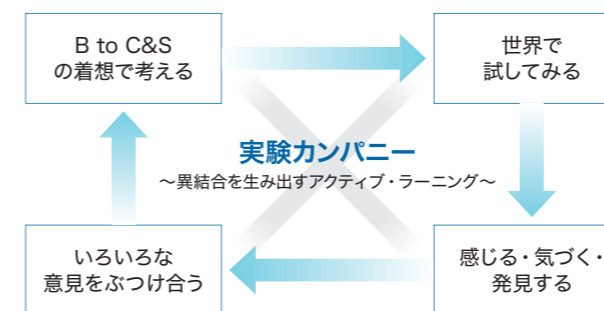 B to C&S
の着想で考える
世界で
試してみる
実験カンパニー
〜異結合を生み出すアクティブ・ラーニング〜
いろいろな
意見をぶつけ合う
感じる・気づく・
発見する